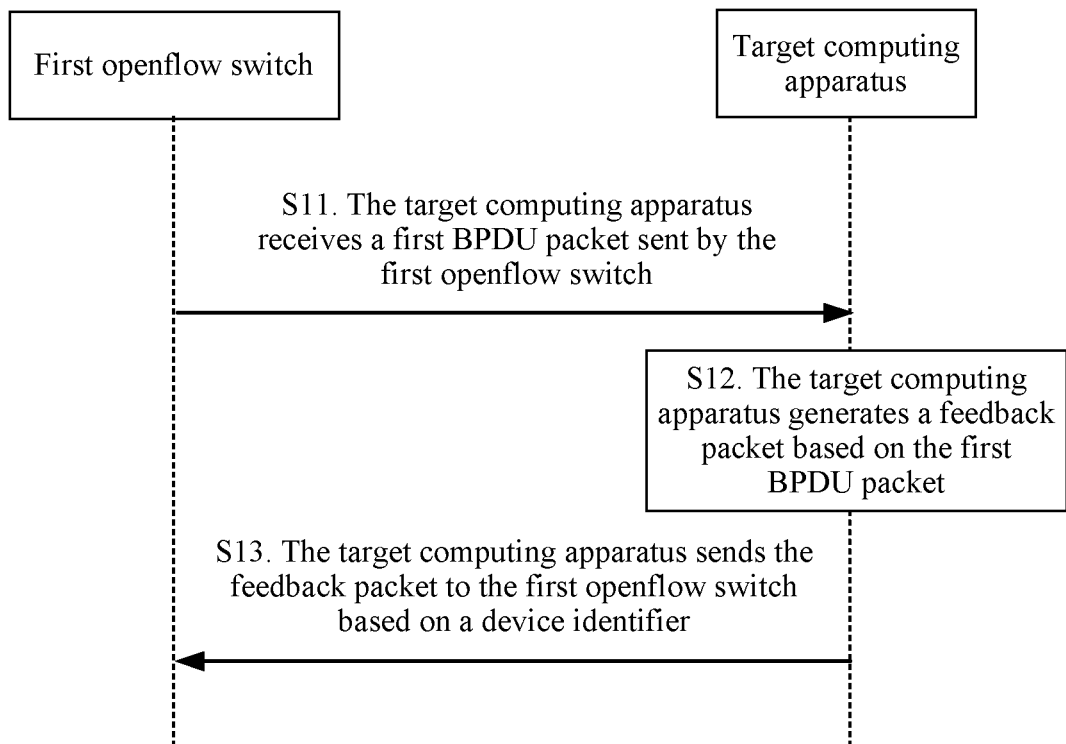 First openflow switch
Target computing
apparatus
S11. The target computing apparatus
receives a first BPDU packet sent by the
first openflow switch
S12. The target computing
apparatus generates a feedback
packet based on the first
BPDU packet
S13. The target computing apparatus sends the
feedback packet to the first openflow switch
based on a device identifier